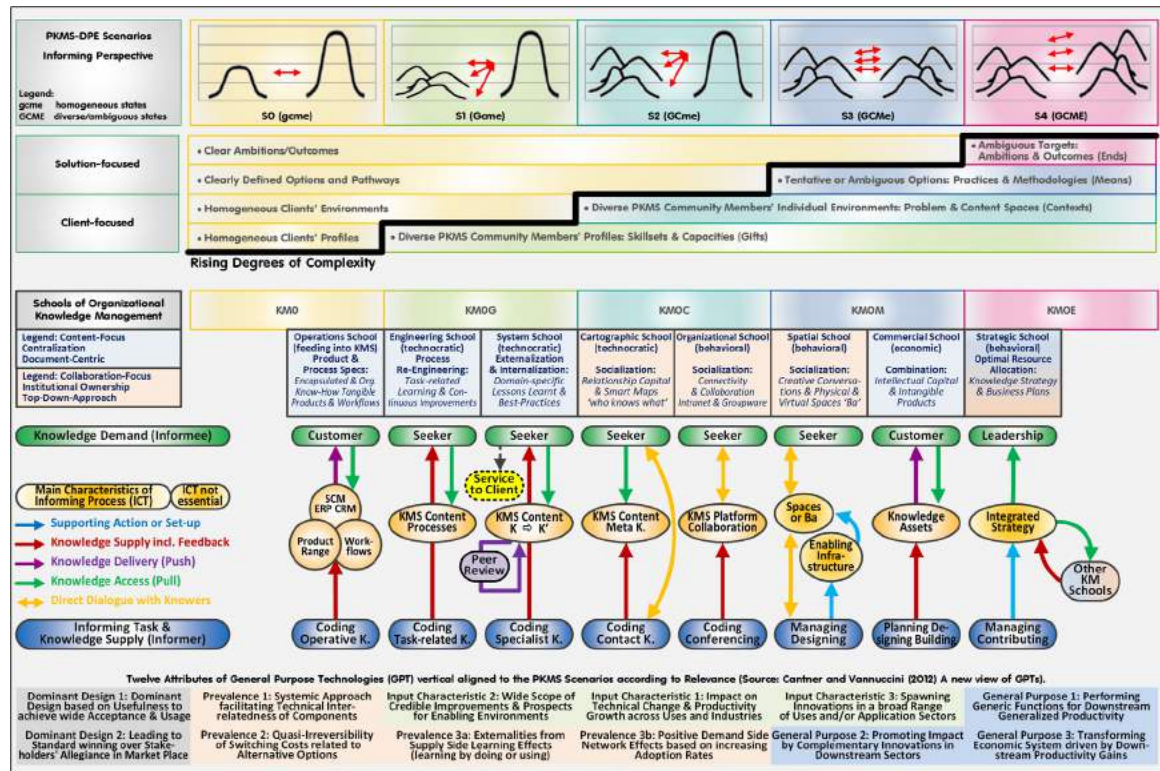 PKMS-DPE Scenarios
Informing Perspective
Legend:
gcme homogeneous states
GCME diverse/ambiguous states
S0 (gcme)
S1 (Gcme)
S2 (GCme)
S3 (GCMe)
S4 (GCME)
Solution-focused
Client-focused
• Clear Ambitions/Outcomes
• Ambiguous Targets:
Ambitions & Outcomes (Ends)
• Clearly Defined Options and Pathways
• Tentative or Ambiguous Options: Practices & Methodologies (Means)
• Homogeneous Clients' Environments
• Diverse PKMS Community Members' Individual Environments: Problem & Content Spaces (Contexts)
• Homogeneous Clients' Profiles
• Diverse PKMS Community Members' Profiles: Skillsets & Capacities (Gifts)
Rising Degrees of Complexity
Schools of Organizational
Knowledge Management
KM0
KM0G
KM0C
KM0M
KM0E
Legend: Content-Focus
Centralization
Document-Centric
Legend: Collaboration-Focus
Institutional Ownership
Top-Down-Approach
Operations School
(feeding into KMS)
Product &
Process Specs:
Encapsulated & Org.
Know-How Tangible
Products & Workflows
Engineering School
(technocratic)
Process
Re-Engineering:
Task-related
Learning & Con-
tinuous Improvements
System School
(technocratic)
Externalization
& Internalization:
Domain-specific
Lessons Learnt &
Best-Practices
Cartographic School
(technocratic)
Socialization:
Relationship Capital
& Smart Maps
'who knows what'
Organizational School
(behavioral)
Socialization:
Connectivity
& Collaboration
Intranet & Groupware
Spatial School
(behavioral)
Socialization:
Creative Conversa-
tions & Physical &
Virtual Spaces 'Ba'
Commercial School
(economic)
Combination:
Intellectual Capital
& Intangible
Products
Strategic School
(behavioral)
Optimal Resource
Allocation:
Knowledge Strategy
& Business Plans
Knowledge Demand (Informee)
Customer
Seeker
Seeker
Seeker
Seeker
Seeker
Customer
Leadership
Main Characteristics of
Informing Process (ICT)
ICT not
essential
Supporting Action or Set-up
Knowledge Supply incl. Feedback
Knowledge Delivery (Push)
Knowledge Access (Pull)
Direct Dialogue with Knowers
SCM
ERP CRM
Product
Range
Work-
flows
KMS Content
Processes
Service
to Client
KMS Content
K ⇨ K'
Peer
Review
KMS Content
Meta K.
KMS Platform
Collaboration
Spaces
or Ba
Enabling
Infra-
structure
Knowledge
Assets
Integrated
Strategy
Other
KM
Schools
Informing Task &
Knowledge Supply (Informer)
Coding
Operative K.
Coding
Task-related K.
Coding
Specialist K.
Coding
Contact K.
Coding
Conferencing
Managing
Designing
Planning De-
signing Building
Managing
Contributing
Twelve Attributes of General Purpose Technologies (GPT) vertical aligned to the PKMS Scenarios according to Relevance (Source: Cantner and Vannuccini (2012) A new view of GPTs).
Dominant Design 1: Dominant
Design based on Usefulness to
achieve wide Acceptance & Usage
Prevalence 1: Systemic Approach
facilitating Technical Inter-
relatedness of Components
Input Characteristic 2: Wide Scope of
Credible Improvements & Prospects
for Enabling Environments
Input Characteristic 1: Impact on
Technical Change & Productivity
Growth across Uses and Industries
Input Characteristic 3: Spawning
Innovations in a broad Range
of Uses and/or Application Sectors
General Purpose 1: Performing
Generic Functions for Downstream
Generalized Productivity
Dominant Design 2: Leading to
Standard winning over Stake-
holders' Allegiance in Market Place
Prevalence 2: Quasi-Irreversibility
of Switching Costs related to
Alternative Options
Prevalence 3a: Externalities from
Supply Side Learning Effects
(learning by doing or using)
Prevalence 3b: Positive Demand Side
Network Effects based on increasing
Adoption Rates
General Purpose 2: Promoting Impact
by Complementary Innovations in
Downstream Sectors
General Purpose 3: Transforming
Economic System driven by Down-
stream Productivity Gains